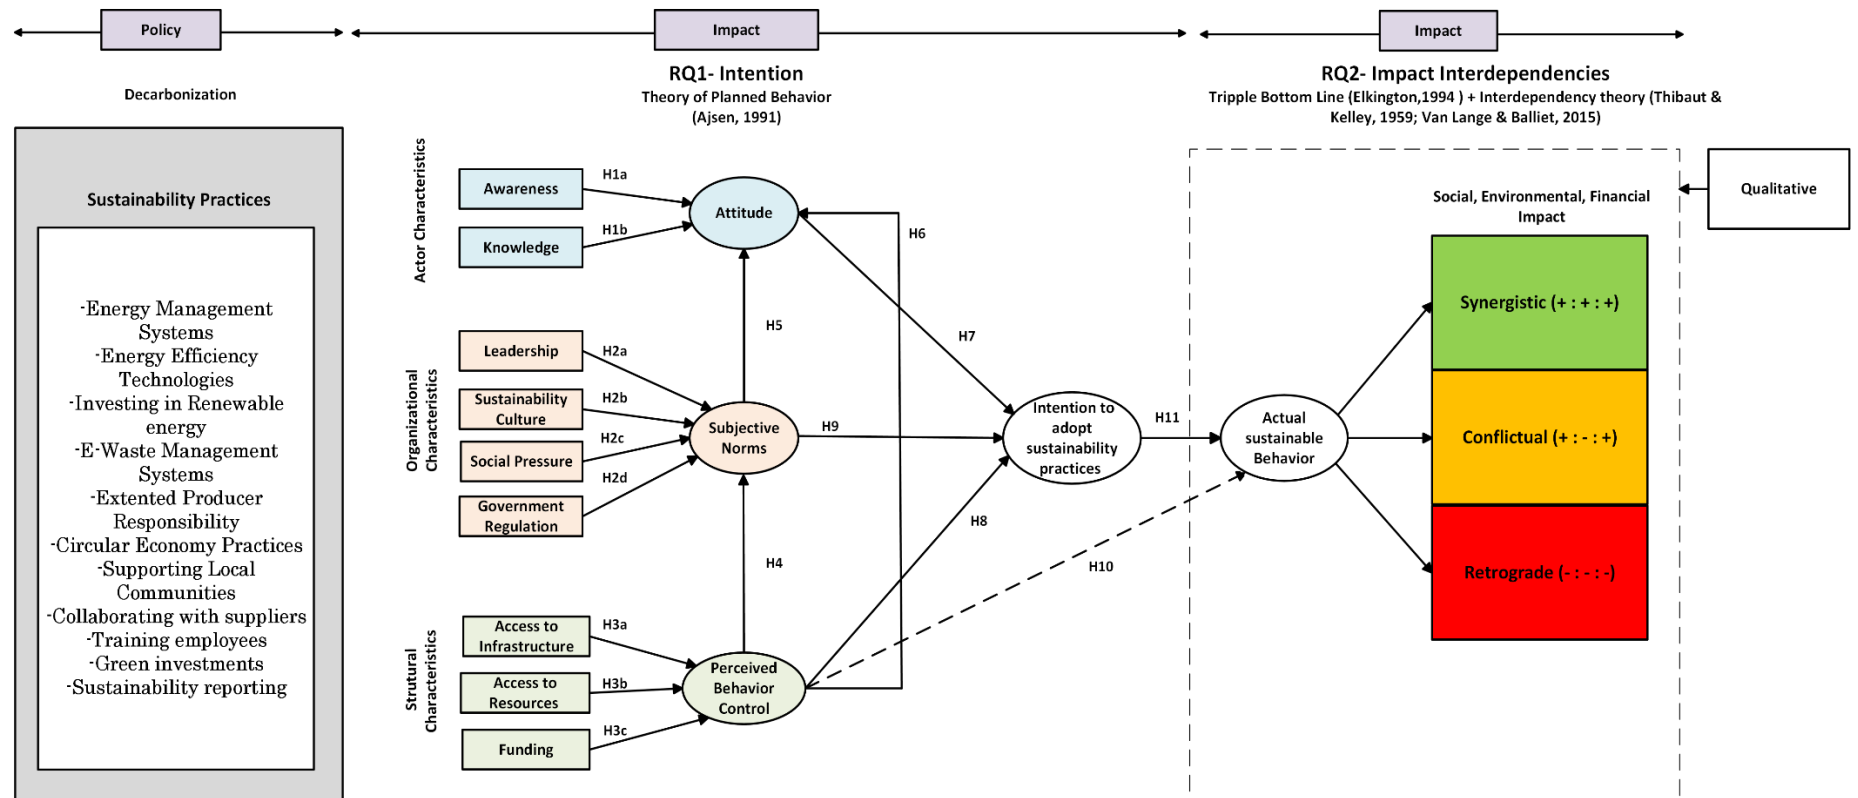 Policy
Impact
Impact
Decarbonization
RQ1- Intention
Theory of Planned Behavior
(Ajsen, 1991)
RQ2- Impact Interdependencies
Tripple Bottom Line (Elkington,1994 ) + Interdependency theory (Thibaut &
Kelley, 1959; Van Lange & Balliet, 2015)
Sustainability Practices
-Energy Management
Systems
-Energy Efficiency
Technologies
-Investing in Renewable
energy
-E-Waste Management
Systems
-Extented Producer
Responsibility
-Circular Economy Practices
-Supporting Local
Communities
-Collaborating with suppliers
-Training employees
-Green investments
-Sustainability reporting
Actor Characteristics
Awareness
Knowledge
H1a
H1b
Attitude
Organizational
Characteristics
Leadership
Sustainability
Culture
Social Pressure
Government
Regulation
H2a
H2b
H2c
H2d
Subjective
Norms
Strutural
Characteristics
Access to
Infrastructure
Access to
Resources
Funding
H3a
H3b
H3c
Perceived
Behavior
Control
H4
H5
H6
H7
H8
H9
H10
Intention to
adopt
sustainability
practices
H11
Actual
sustainable
Behavior
Social, Environmental, Financial
Impact
Synergistic (+ : + : +)
Conflictual (+ : - : +)
Retrograde (- : - : -)
Qualitative